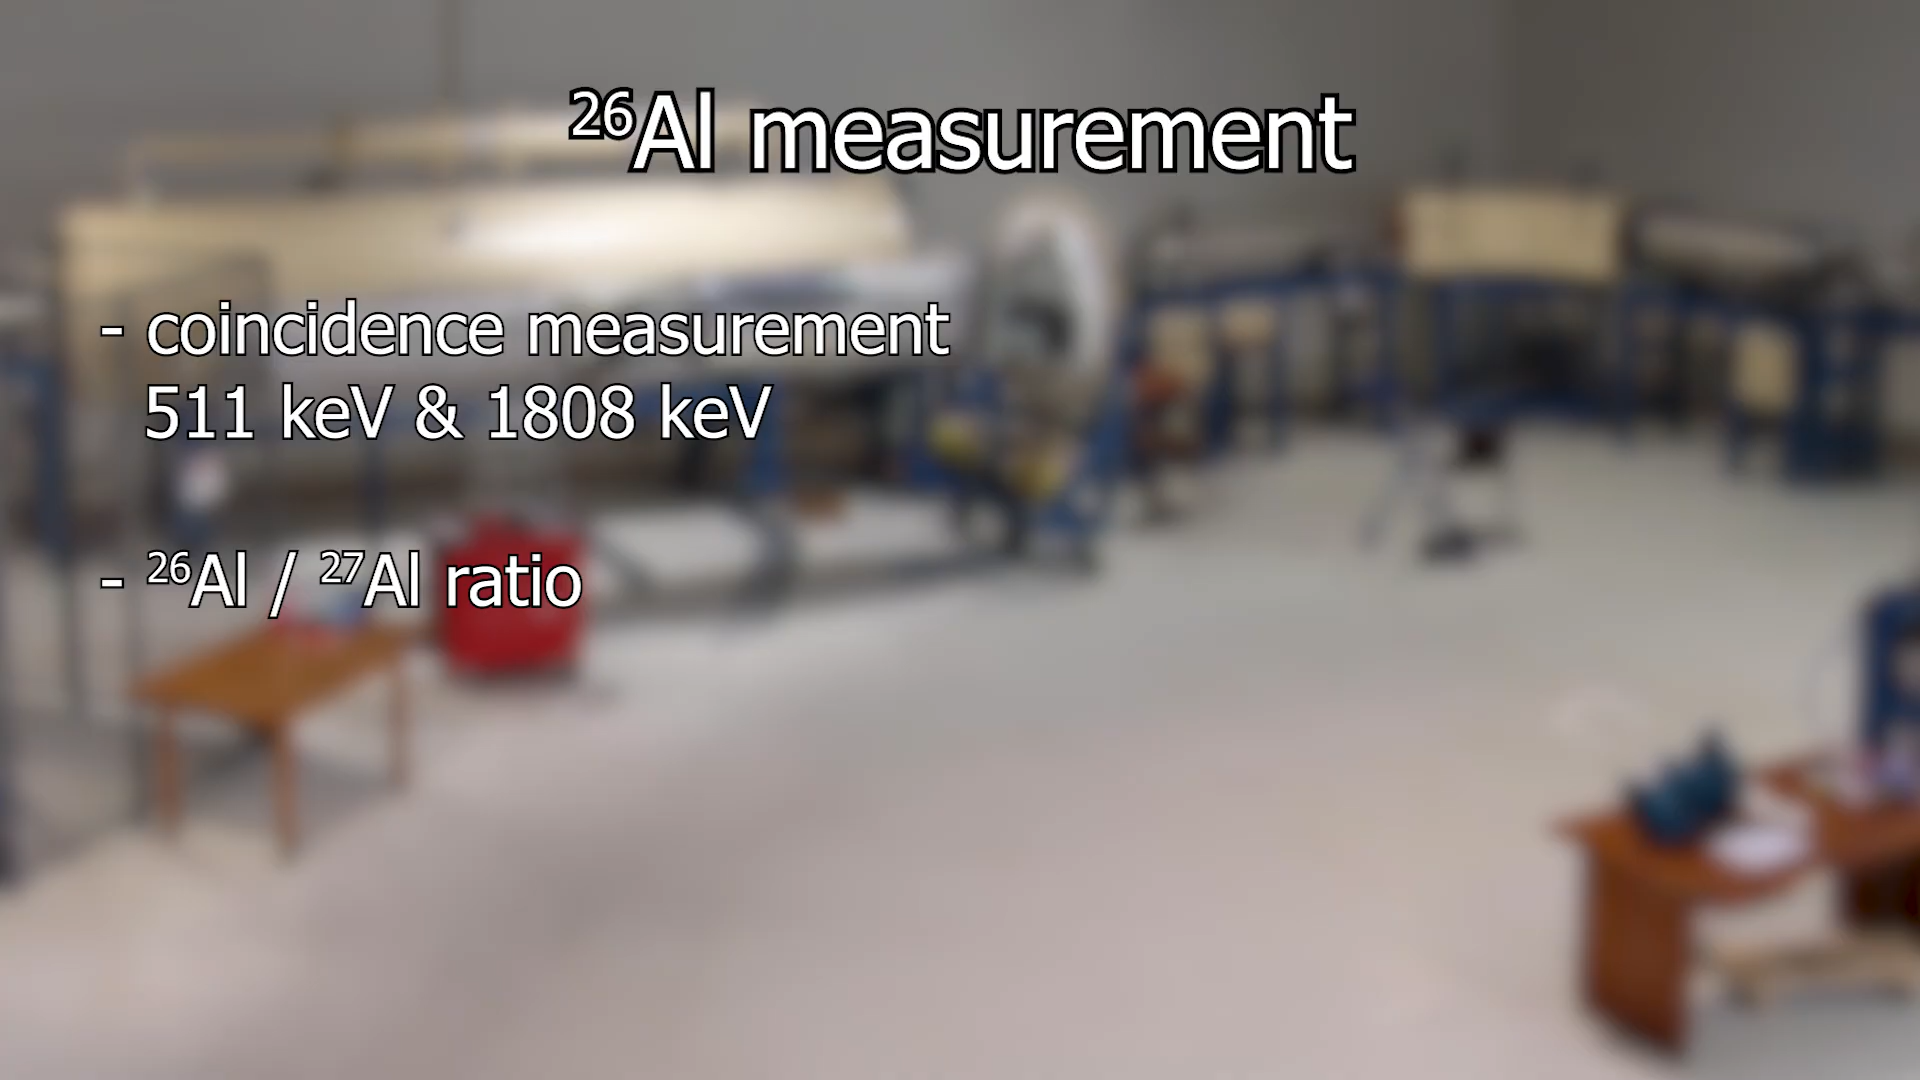 ²⁶Al measurement
- coincidence measurement
511 keV & 1808 keV
- ²⁶Al / ²⁷Al ratio